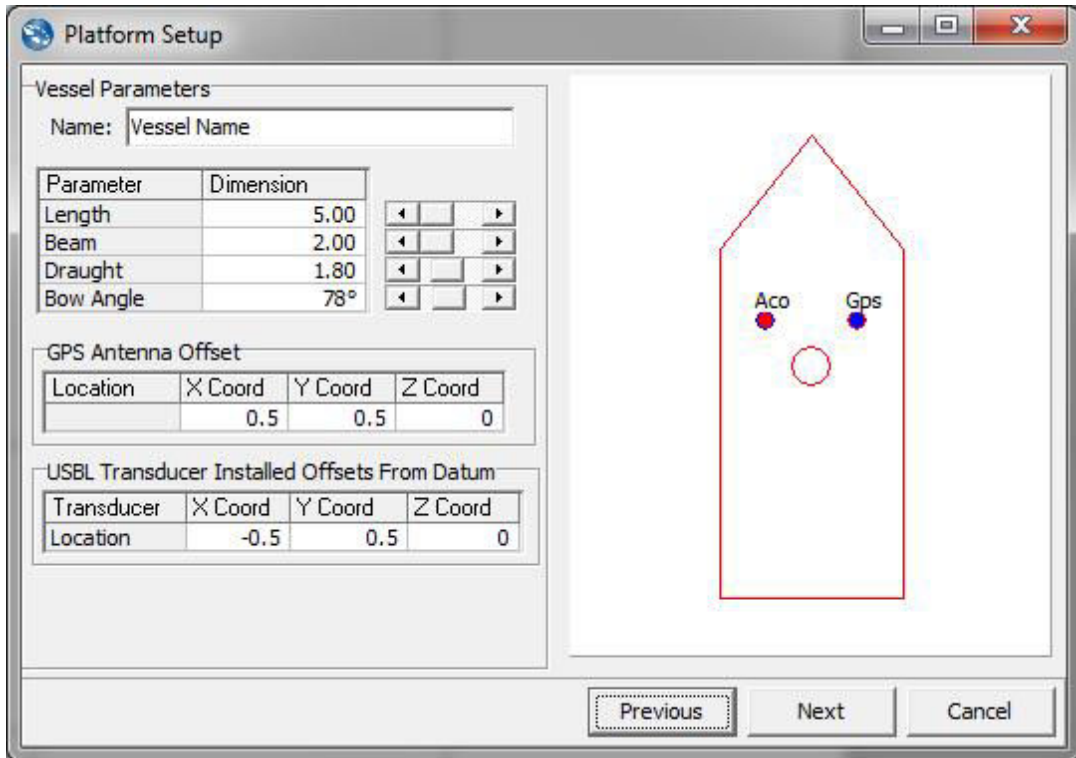 Platform Setup
Vessel Parameters
Name: Vessel Name
Parameter Dimension
Length 5.00
Beam 2.00
Draught 1.80
Bow Angle 78°
GPS Antenna Offset
Location X Coord Y Coord Z Coord
0.5 0.5 0
USBL Transducer Installed Offsets From Datum
Transducer X Coord Y Coord Z Coord
Location -0.5 0.5 0
Aco Gps
Previous Next Cancel